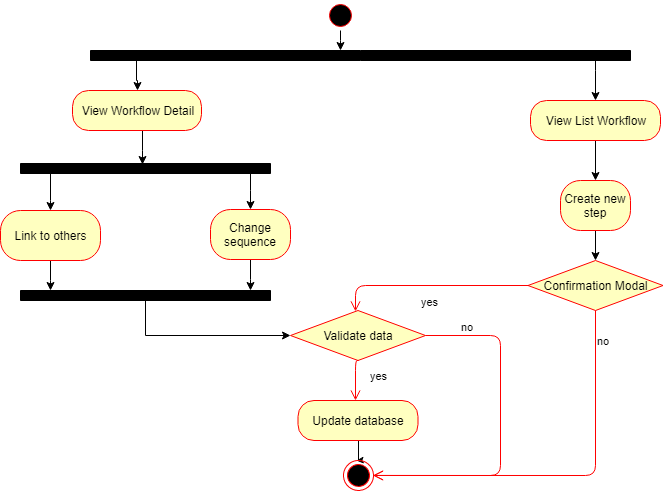 View Workflow Detail
View List Workflow
Create new
step
Link to others
Change
sequence
Confirmation Modal
yes
Validate data
no
no
yes
Update database